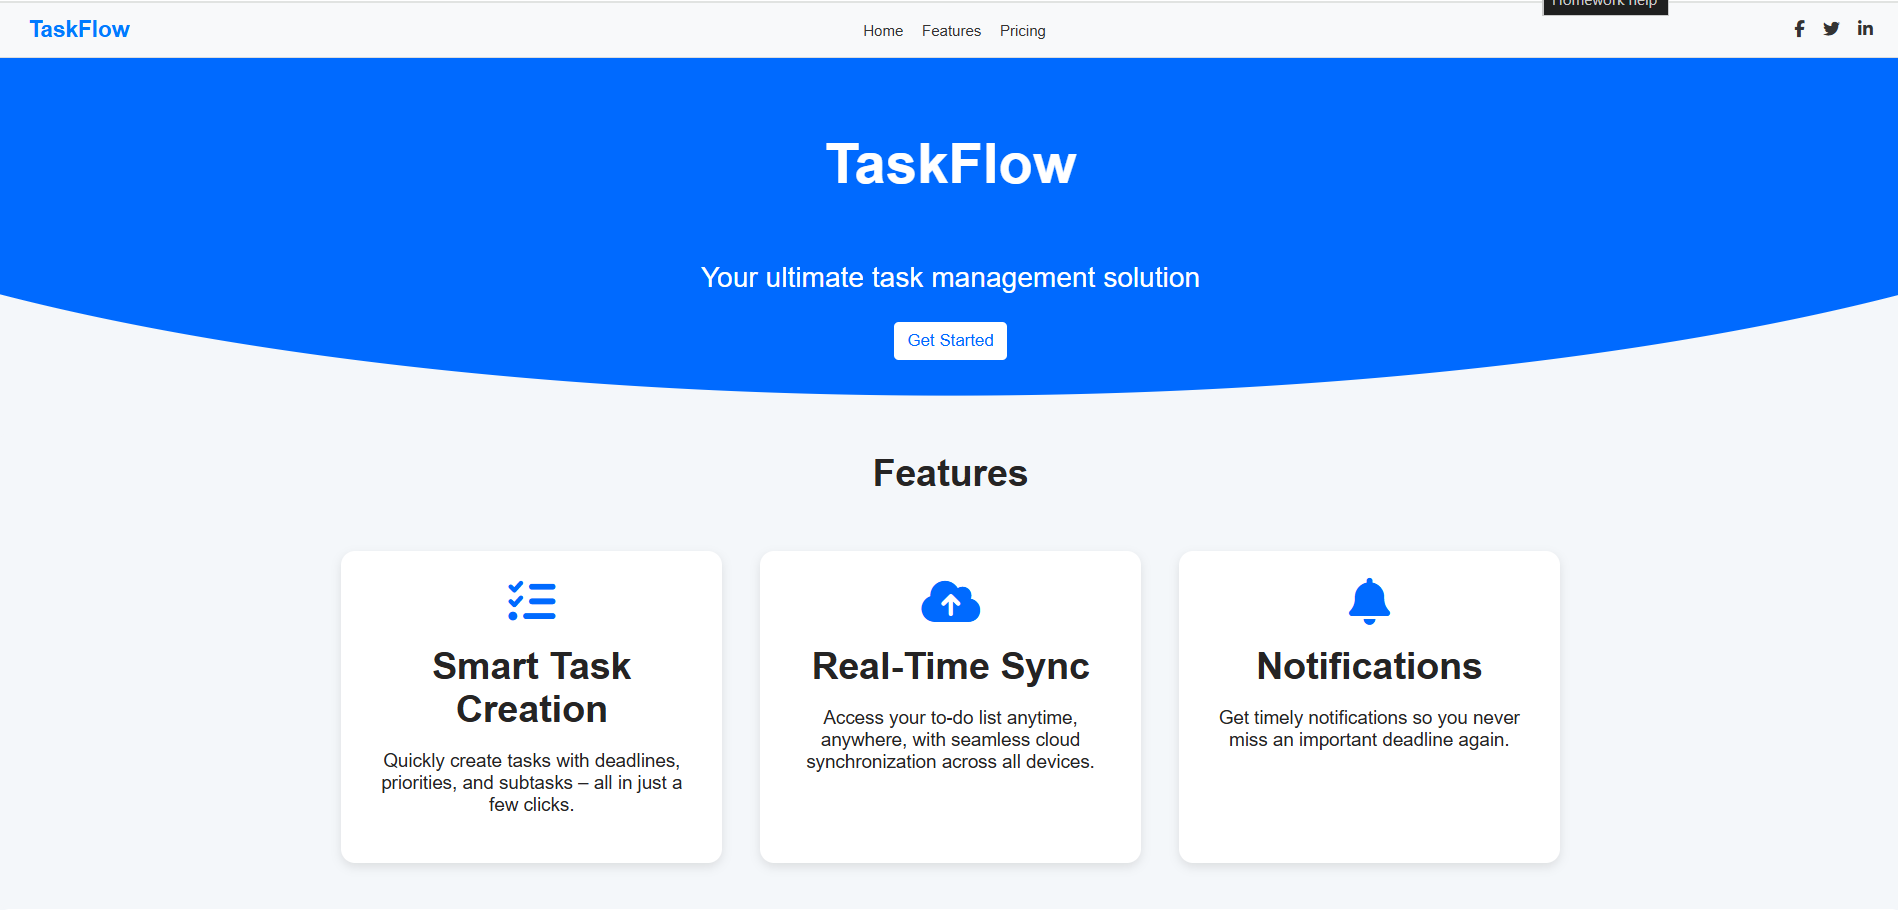 Homework help
TaskFlow
Home Features Pricing
TaskFlow
Your ultimate task management solution
Get Started
Features
Smart Task
Creation
Quickly create tasks with deadlines,
priorities, and subtasks – all in just a
few clicks.
Real-Time Sync
Access your to-do list anytime,
anywhere, with seamless cloud
synchronization across all devices.
Notifications
Get timely notifications so you never
miss an important deadline again.